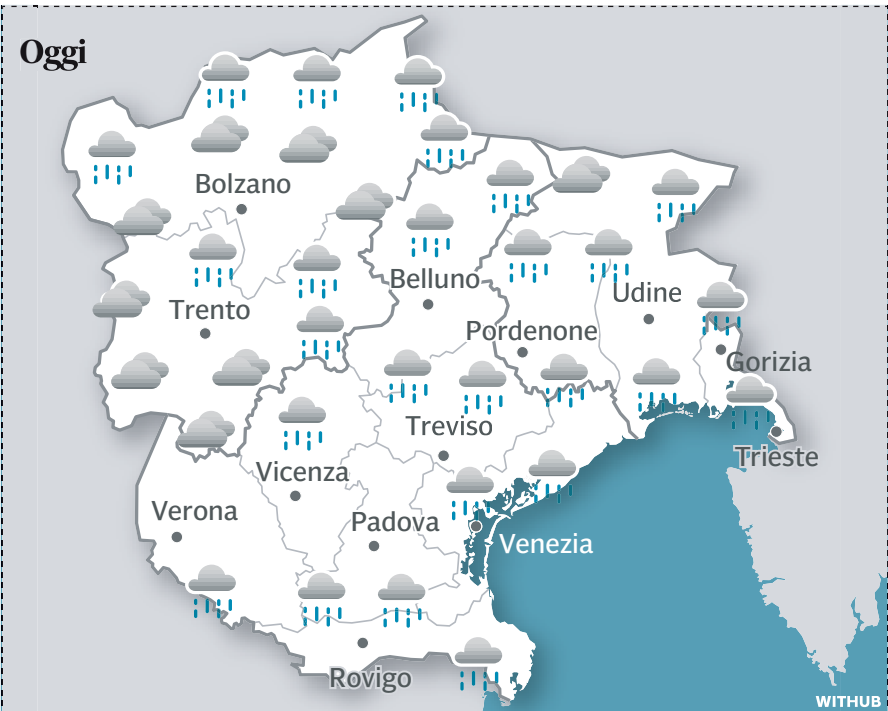 Oggi
Bolzano
Belluno
Trento
Udine
Pordenone
Gorizia
Treviso
Trieste
Vicenza
Verona
Padova
Venezia
Rovigo
WITHUB